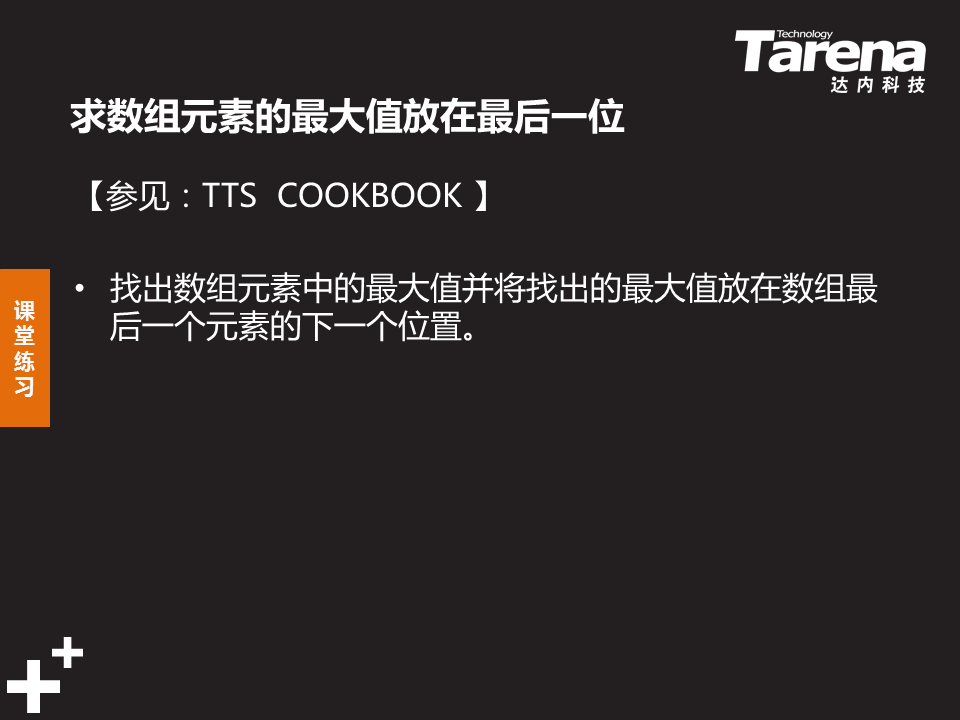 Technology
Tarena
达内科技
求数组元素的最大值放在最后一位
【参见：TTS COOKBOOK 】
• 找出数组元素中的最大值并将找出的最大值放在数组最
后一个元素的下一个位置。
课
堂
练
习